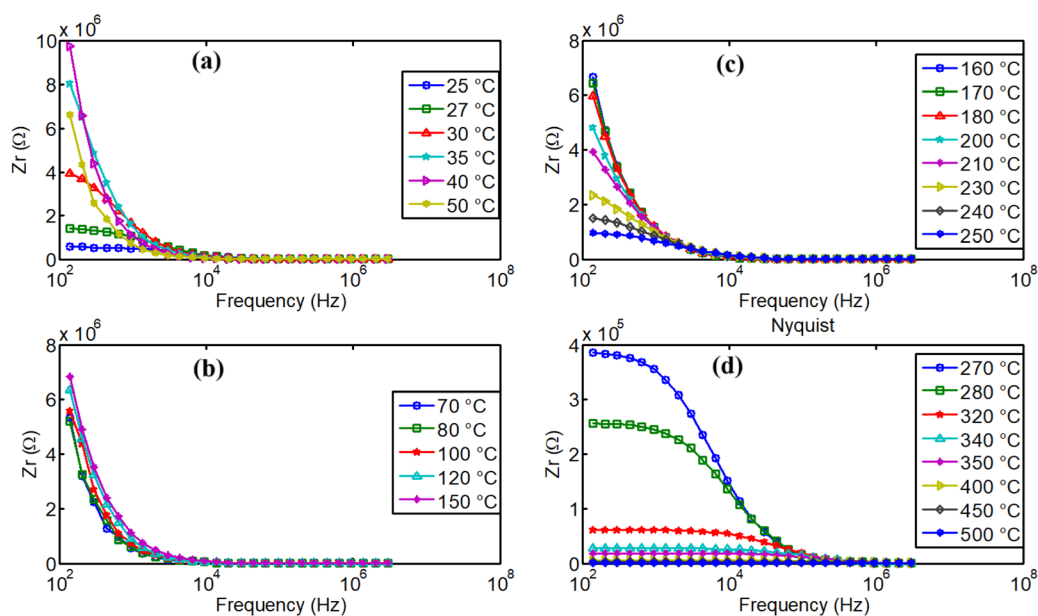 x 10^6
10
8
6
4
2
0
Zr (Ω)
(a)
25 °C
27 °C
30 °C
35 °C
40 °C
50 °C
10^2
10^4
10^6
10^8
Frequency (Hz)
x 10^6
8
6
4
2
0
Zr (Ω)
(c)
160 °C
170 °C
180 °C
200 °C
210 °C
230 °C
240 °C
250 °C
10^2
10^4
10^6
10^8
Frequency (Hz)
x 10^6
8
6
4
2
0
Zr (Ω)
(b)
70 °C
80 °C
100 °C
120 °C
150 °C
10^2
10^4
10^6
10^8
Frequency (Hz)
Nyquist
x 10^5
4
3
2
1
0
Zr (Ω)
(d)
270 °C
280 °C
320 °C
340 °C
350 °C
400 °C
450 °C
500 °C
10^2
10^4
10^6
10^8
Frequency (Hz)